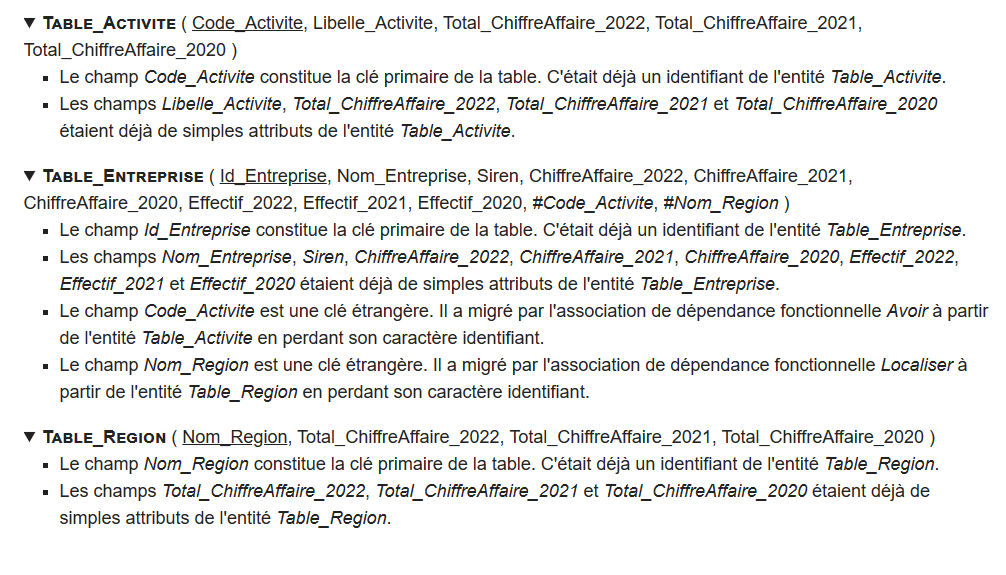 ▼ TABLE_ACTIVITE ( Code_Activite, Libelle_Activite, Total_ChiffreAffaire_2022, Total_ChiffreAffaire_2021,
Total_ChiffreAffaire_2020 )
▪ Le champ Code_Activite constitue la clé primaire de la table. C'était déjà un identifiant de l'entité Table_Activite.
▪ Les champs Libelle_Activite, Total_ChiffreAffaire_2022, Total_ChiffreAffaire_2021 et Total_ChiffreAffaire_2020
étaient déjà de simples attributs de l'entité Table_Activite.
▼ TABLE_ENTREPRISE ( Id_Entreprise, Nom_Entreprise, Siren, ChiffreAffaire_2022, ChiffreAffaire_2021,
ChiffreAffaire_2020, Effectif_2022, Effectif_2021, Effectif_2020, #Code_Activite, #Nom_Region )
▪ Le champ Id_Entreprise constitue la clé primaire de la table. C'était déjà un identifiant de l'entité Table_Entreprise.
▪ Les champs Nom_Entreprise, Siren, ChiffreAffaire_2022, ChiffreAffaire_2021, ChiffreAffaire_2020, Effectif_2022,
Effectif_2021 et Effectif_2020 étaient déjà de simples attributs de l'entité Table_Entreprise.
▪ Le champ Code_Activite est une clé étrangère. Il a migré par l'association de dépendance fonctionnelle Avoir à partir
de l'entité Table_Activite en perdant son caractère identifiant.
▪ Le champ Nom_Region est une clé étrangère. Il a migré par l'association de dépendance fonctionnelle Localiser à
partir de l'entité Table_Region en perdant son caractère identifiant.
▼ TABLE_REGION ( Nom_Region, Total_ChiffreAffaire_2022, Total_ChiffreAffaire_2021, Total_ChiffreAffaire_2020 )
▪ Le champ Nom_Region constitue la clé primaire de la table. C'était déjà un identifiant de l'entité Table_Region.
▪ Les champs Total_ChiffreAffaire_2022, Total_ChiffreAffaire_2021 et Total_ChiffreAffaire_2020 étaient déjà de
simples attributs de l'entité Table_Region.